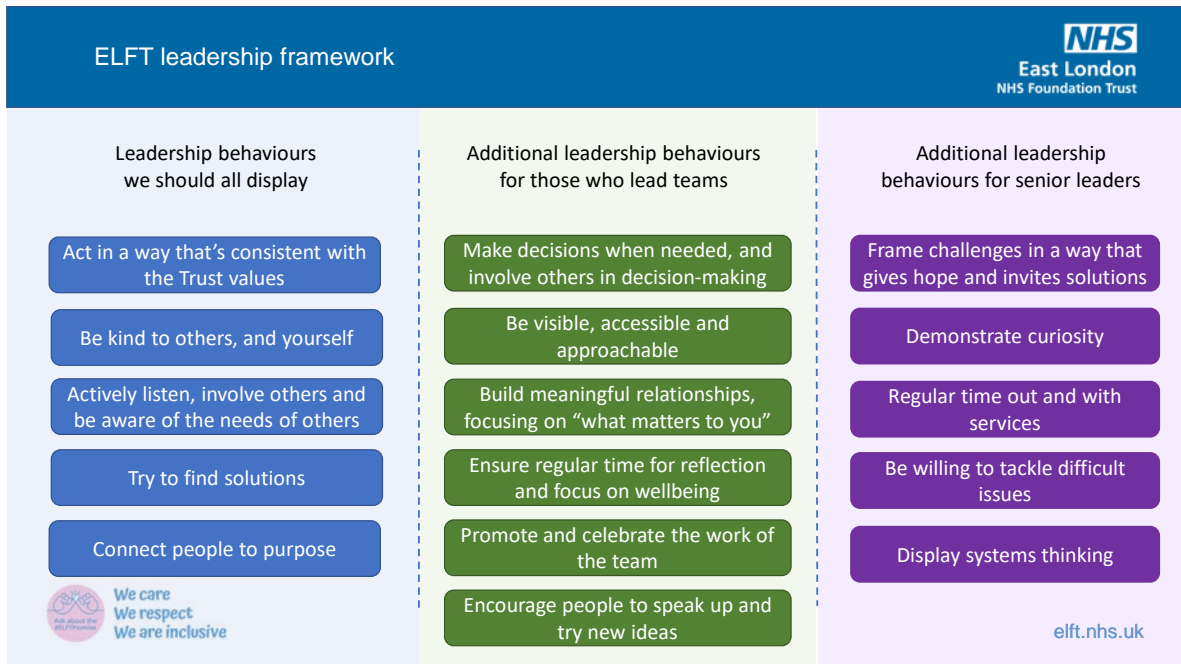 ELFT leadership framework
NHS
East London
NHS Foundation Trust
Leadership behaviours
we should all display
Act in a way that's consistent with
the Trust values
Be kind to others, and yourself
Actively listen, involve others and
be aware of the needs of others
Try to find solutions
Connect people to purpose
Ask about the
#ELFTPromise
We care
We respect
We are inclusive
Additional leadership behaviours
for those who lead teams
Make decisions when needed, and
involve others in decision-making
Be visible, accessible and
approachable
Build meaningful relationships,
focusing on “what matters to you”
Ensure regular time for reflection
and focus on wellbeing
Promote and celebrate the work of
the team
Encourage people to speak up and
try new ideas
Additional leadership
behaviours for senior leaders
Frame challenges in a way that
gives hope and invites solutions
Demonstrate curiosity
Regular time out and with
services
Be willing to tackle difficult
issues
Display systems thinking
elft.nhs.uk